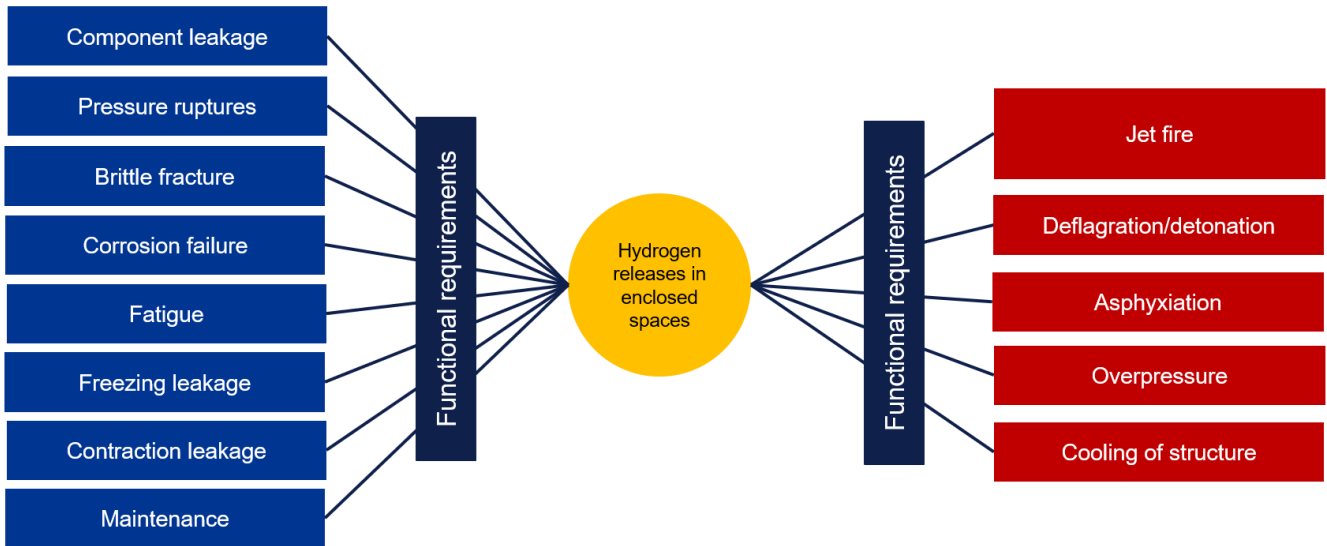 Component leakage
Pressure ruptures
Brittle fracture
Corrosion failure
Fatigue
Freezing leakage
Contraction leakage
Maintenance
Functional requirements
Hydrogen
releases in
enclosed
spaces
Functional requirements
Jet fire
Deflagration/detonation
Asphyxiation
Overpressure
Cooling of structure